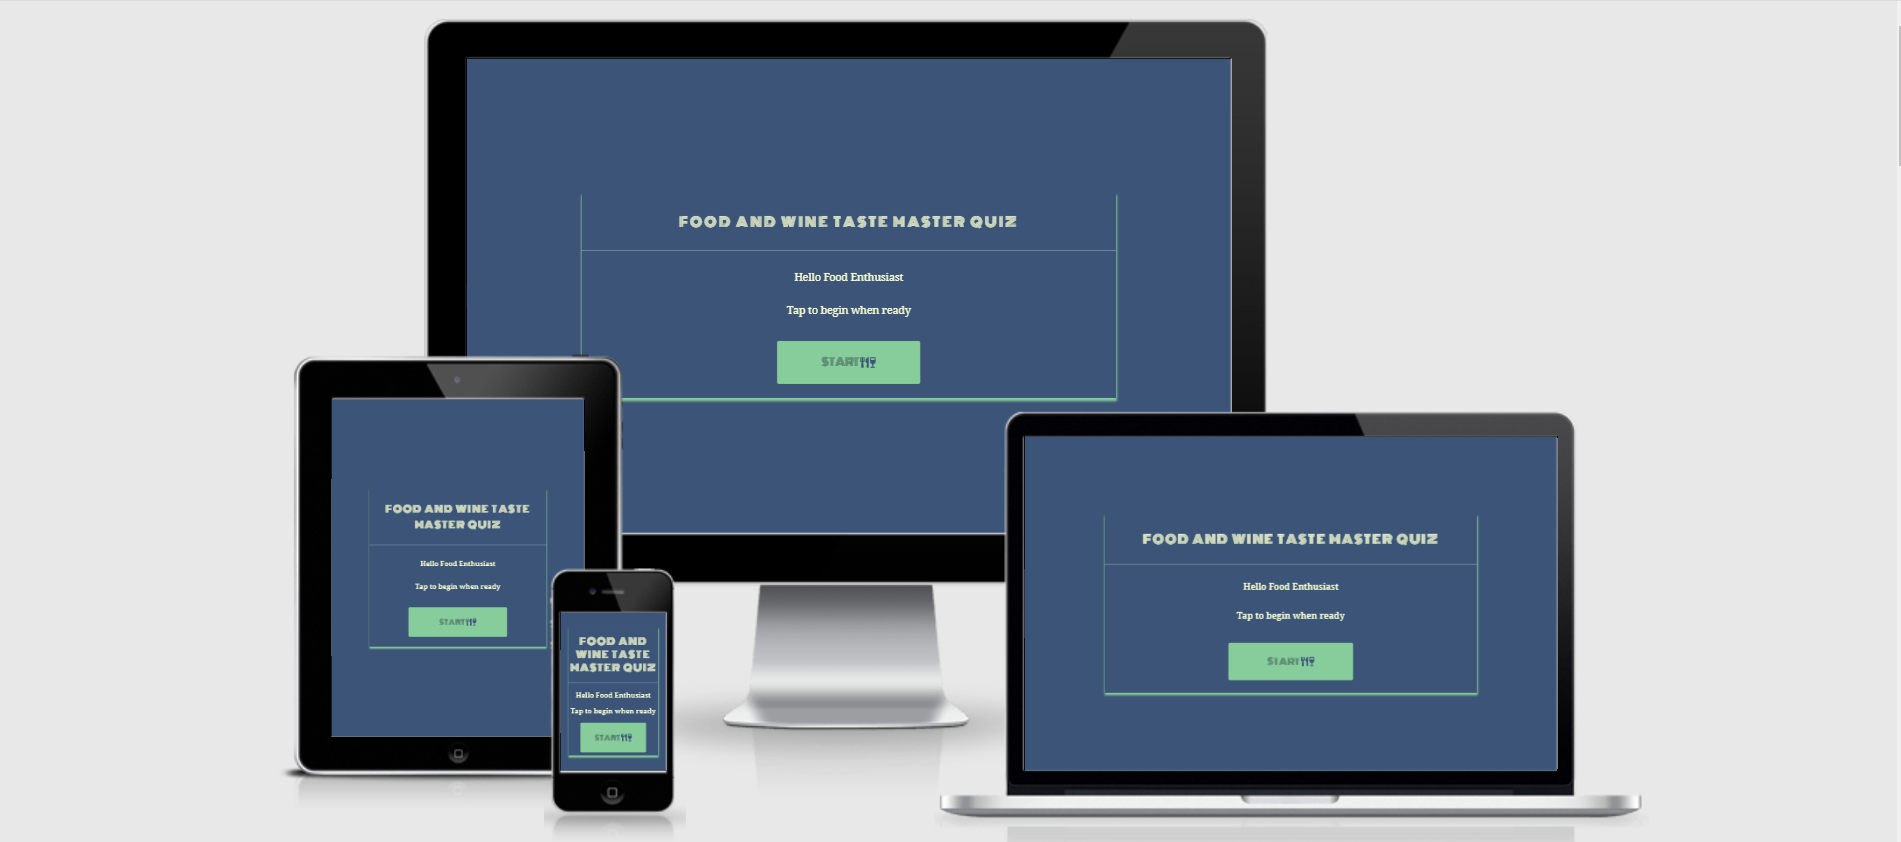 FOOD AND WINE TASTE MASTER QUIZ
Hello Food Enthusiast
Tap to begin when ready
START
FOOD AND WINE TASTE
MASTER QUIZ
Hello Food Enthusiast
Tap to begin when ready
START
FOOD AND
WINE TASTE
MASTER QUIZ
Hello Food Enthusiast
Tap to begin when ready
START
FOOD AND WINE TASTE MASTER QUIZ
Hello Food Enthusiast
Tap to begin when ready
START